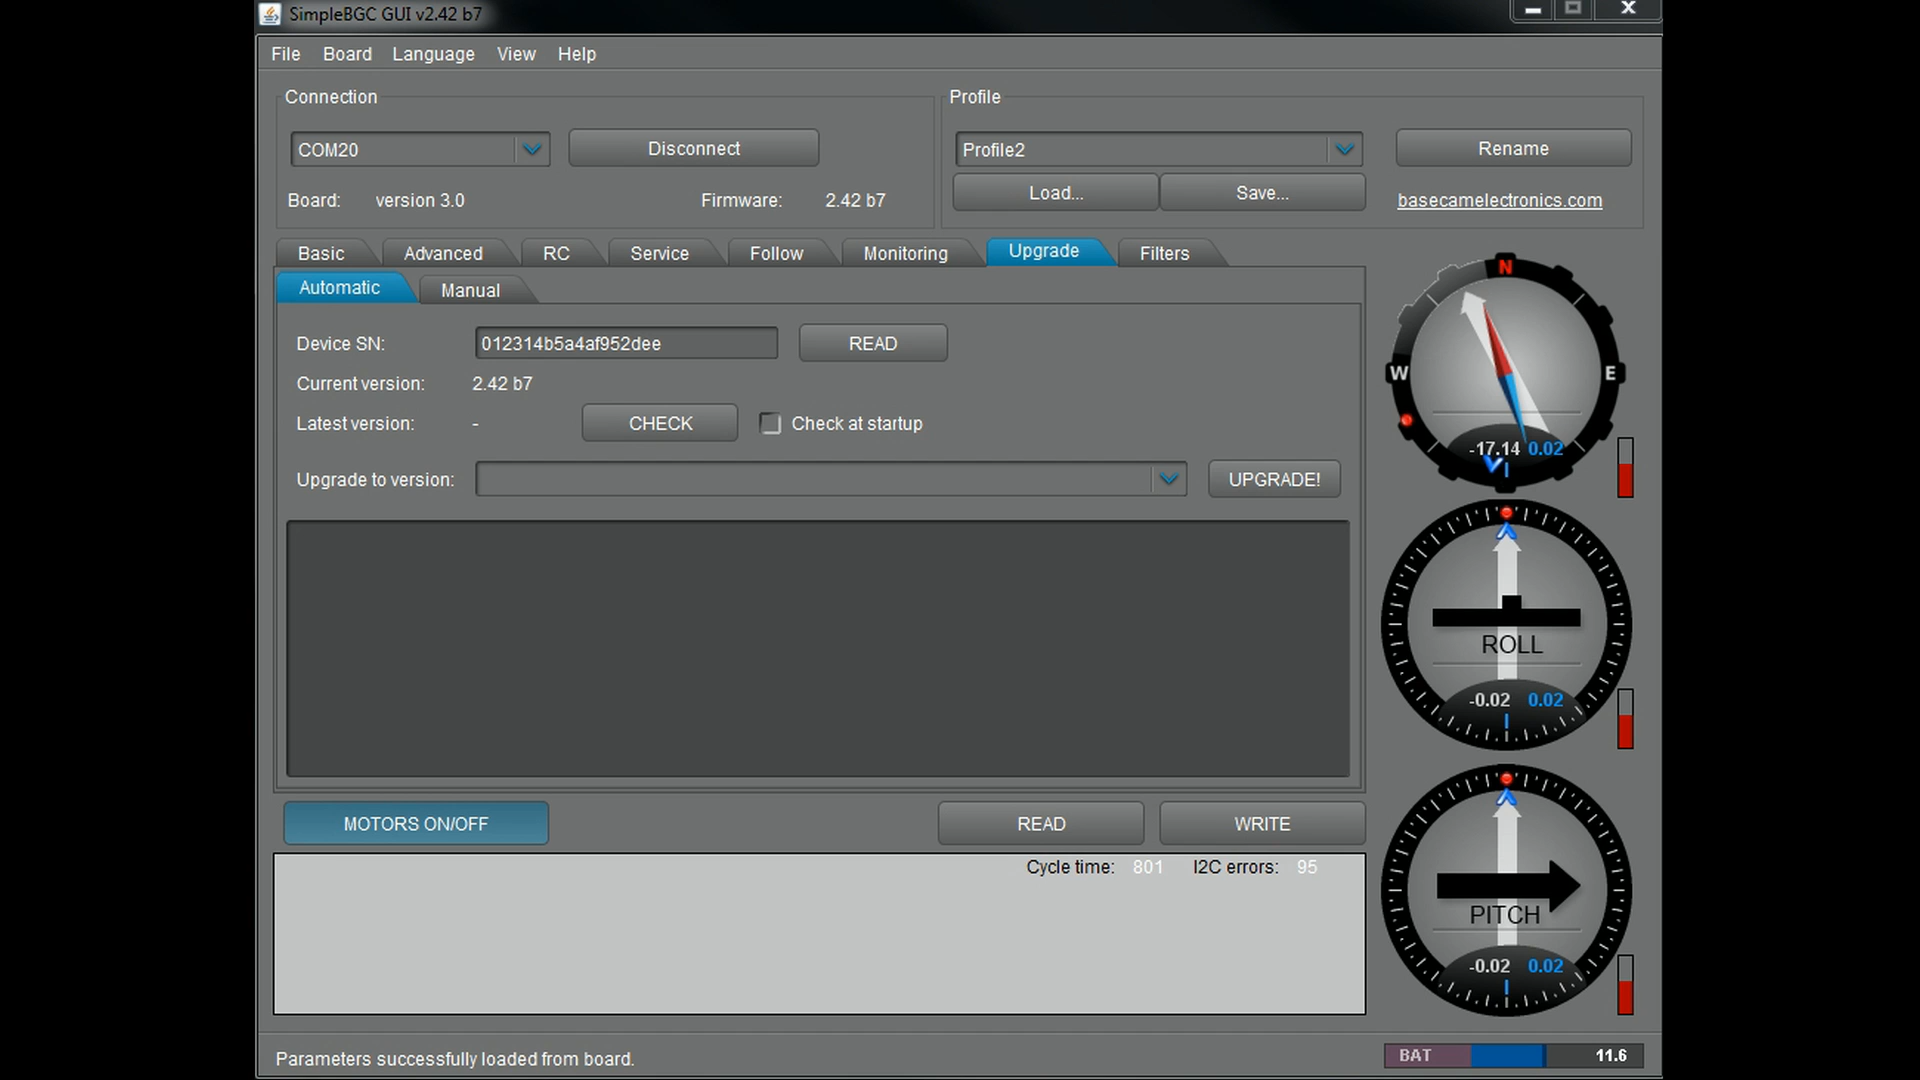 SimpleBGC GUI v2.42 b7
File Board Language View Help
Connection
Profile
COM20
Disconnect
Profile2
Rename
Board: version 3.0
Firmware: 2.42 b7
Load...
Save...
basecamelectronics.com
Basic Advanced RC Service Follow Monitoring Upgrade Filters
Automatic Manual
Device SN: 012314b5a4af952dee READ
Current version: 2.42 b7
Latest version: - CHECK Check at startup
Upgrade to version: UPGRADE!
N
W
E
-17.14 0.02
ROLL
-0.02 0.02
PITCH
-0.02 0.02
MOTORS ON/OFF
READ
WRITE
Cycle time: 801 I2C errors: 95
Parameters successfully loaded from board.
BAT 11.6